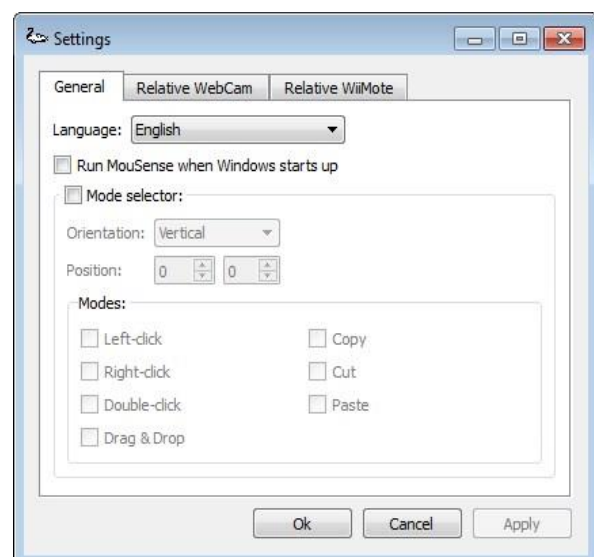 Settings
General Relative WebCam Relative WiiMote
Language: English
Run MouSense when Windows starts up
Mode selector:
Orientation: Vertical
Position: 0 0
Modes:
Left-click Copy
Right-click Cut
Double-click Paste
Drag & Drop
Ok Cancel Apply